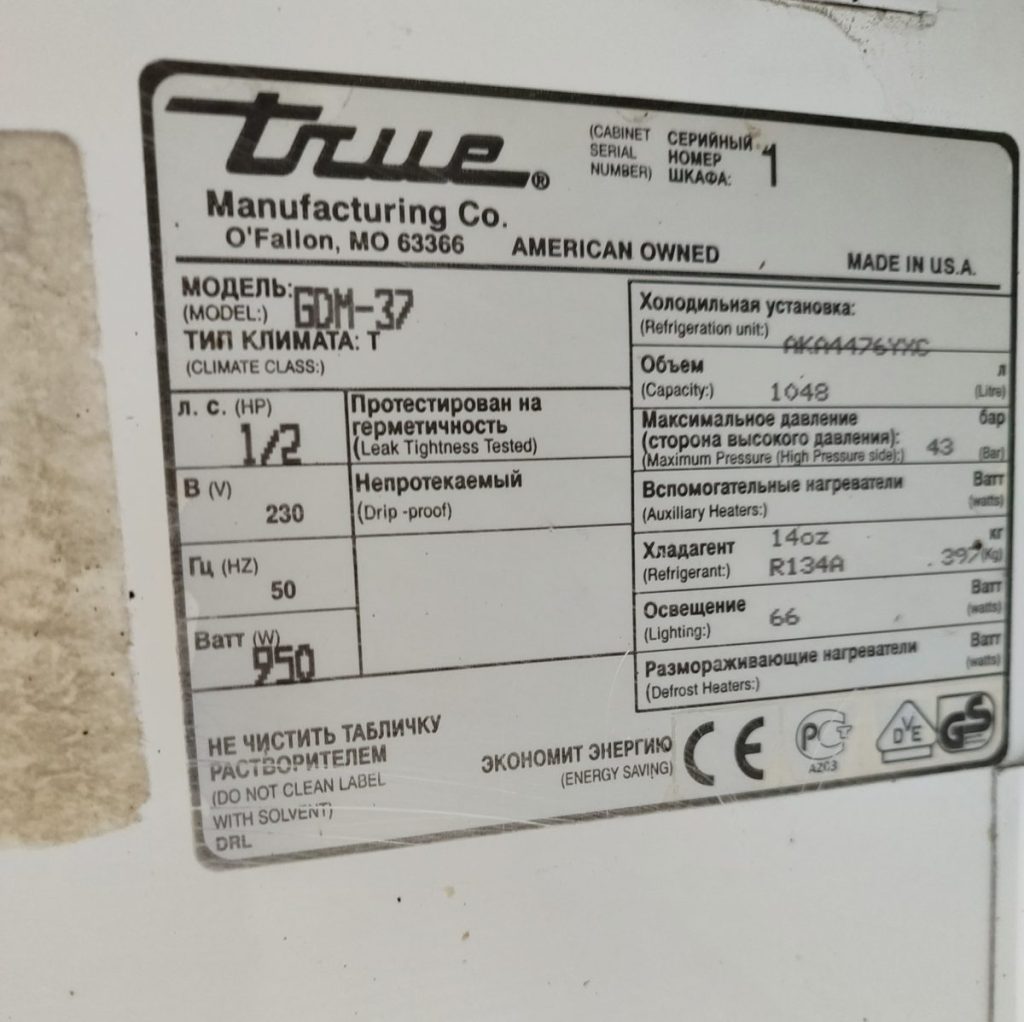 true®
Manufacturing Co.
O'Fallon, MO 63366 AMERICAN OWNED
MADE IN U.S.A.
(CABINET SERIAL NUMBER) СЕРИЙНЫЙ НОМЕР ШКАФА: 1
МОДЕЛЬ: GDM-37
(MODEL:)
ТИП КЛИМАТА: T
(CLIMATE CLASS:)
Л. С. (HP)
1/2
Протестирован на
герметичность
(Leak Tightness Tested)
В (V)
230
Непротекаемый
(Drip -proof)
Гц (HZ)
50
Ватт (W)
950
Холодильная установка:
(Refrigeration unit:) AKA4476YXC
Объем л
(Capacity:) 1048 (Litre)
Максимальное давление бар
(сторона высокого давления):
(Maximum Pressure (High Pressure side):) 43 (Bar)
Вспомогательные нагреватели Ватт
(Auxiliary Heaters:) (watts)
Хладагент 14oz кг
(Refrigerant:) R134A .397 (Kg)
Освещение 66 Ватт
(Lighting:) (watts)
Размораживающие нагреватели Ватт
(Defrost Heaters:) (watts)
НЕ ЧИСТИТЬ ТАБЛИЧКУ
РАСТВОРИТЕЛЕМ
(DO NOT CLEAN LABEL
WITH SOLVENT)
DRL
ЭКОНОМИТ ЭНЕРГИЮ
(ENERGY SAVING)
CE
РСТ
DVE
GS